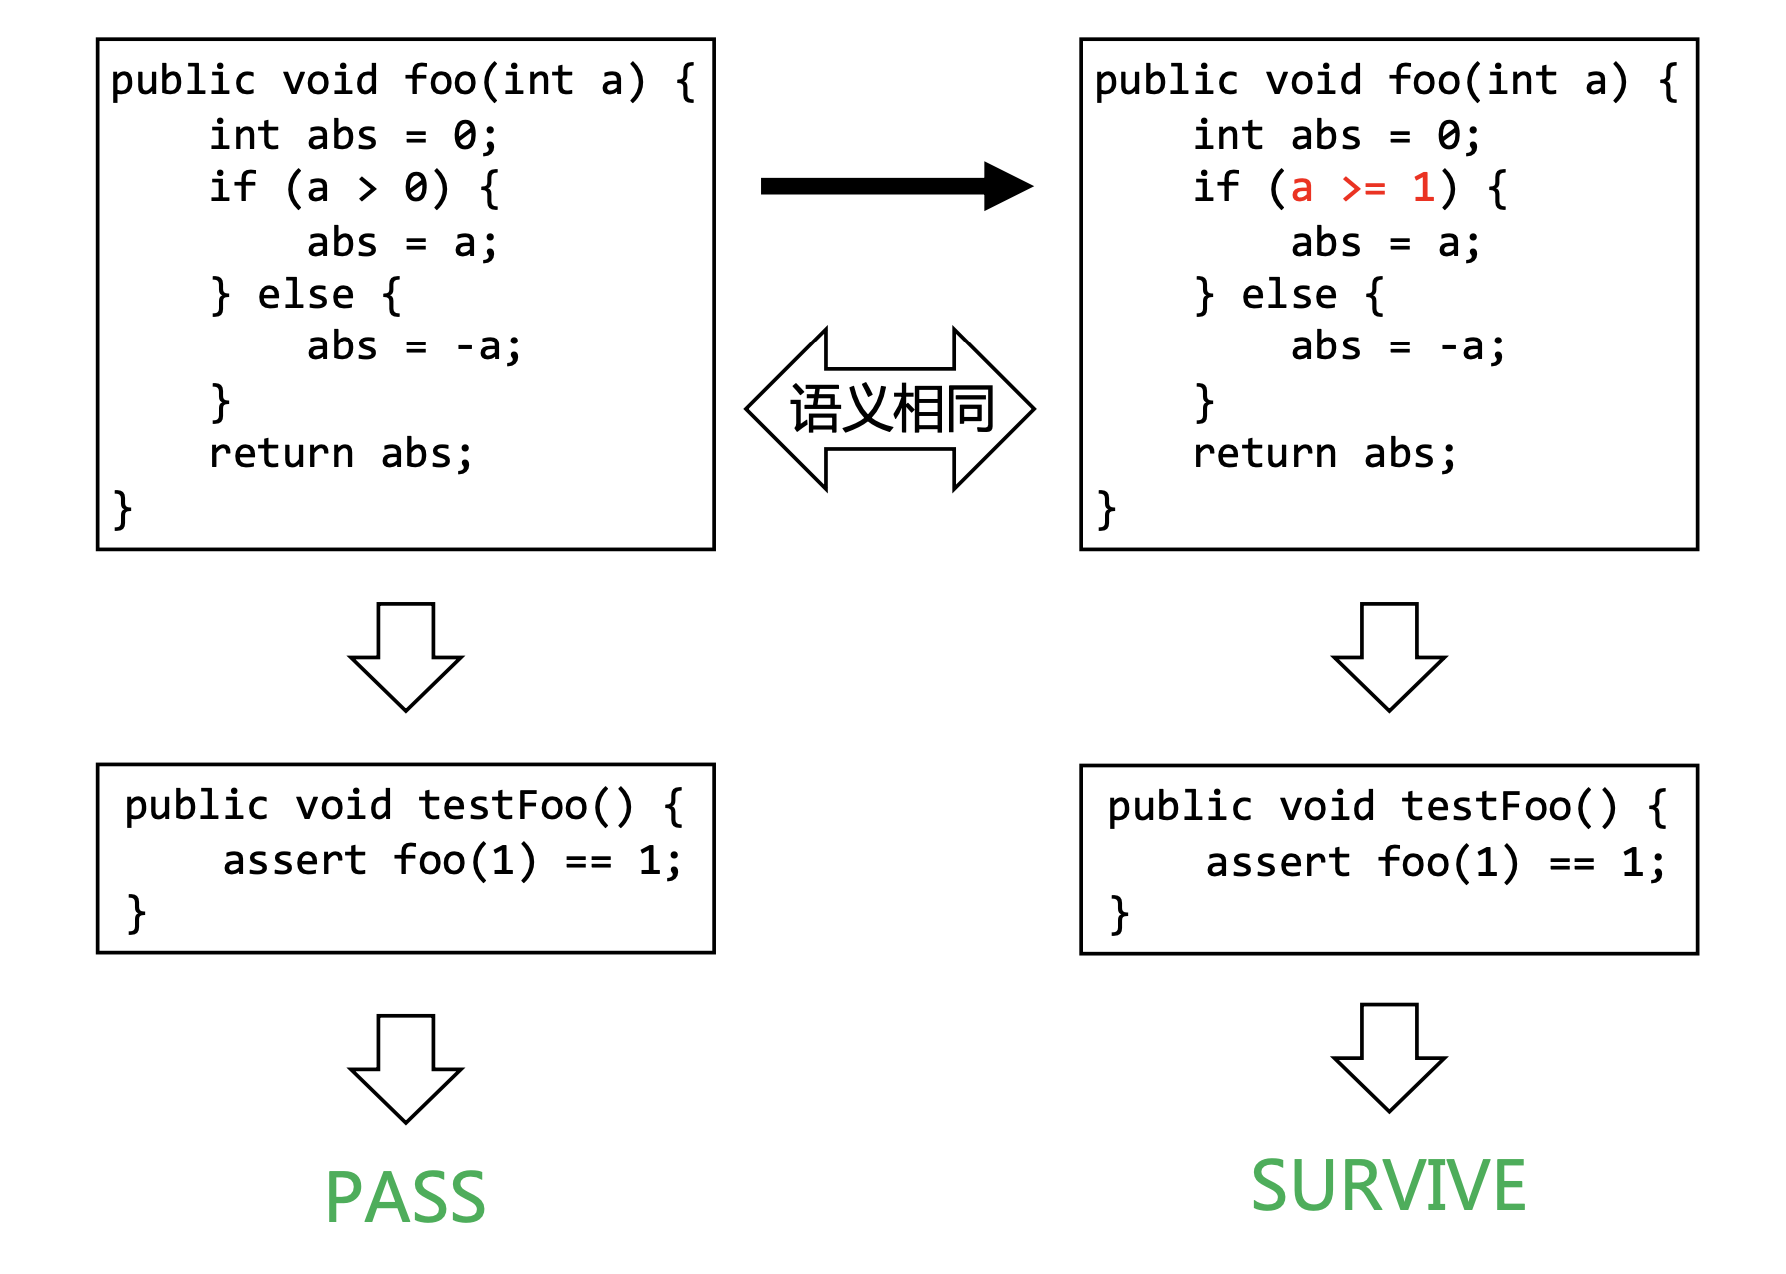 public void foo(int a) {
    int abs = 0;
    if (a > 0) {
        abs = a;
    } else {
        abs = -a;
    }
    return abs;
}
语义相同
public void foo(int a) {
    int abs = 0;
    if (a >= 1) {
        abs = a;
    } else {
        abs = -a;
    }
    return abs;
}
public void testFoo() {
    assert foo(1) == 1;
}
public void testFoo() {
    assert foo(1) == 1;
}
PASS
SURVIVE